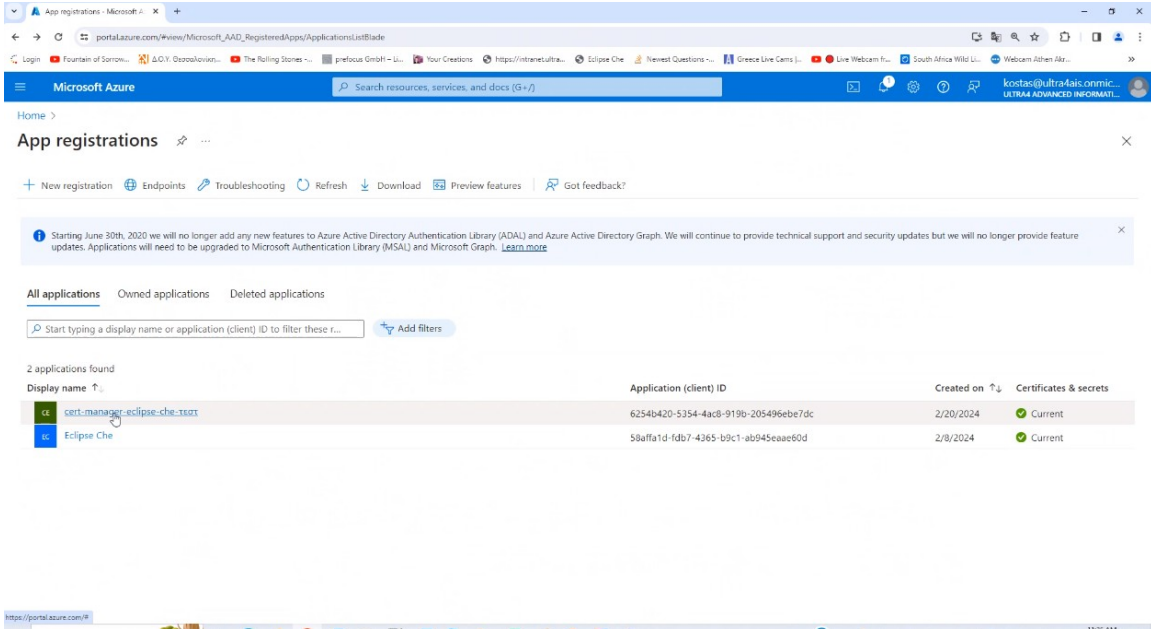 App registrations - Microsoft A
portal.azure.com/#view/Microsoft_AAD_RegisteredApps/ApplicationsListBlade
Login Fountain of Sorrow... Δ.Ο.Υ. Θεσσαλονίκη... The Rolling Stones -... prefocus GmbH – Li... Your Creations https://intranet.ultra... Eclipse Che Newest Questions -... Greece Live Cams |... Live Webcam fr... South Africa Wild Li... Webcam Athen Akr...
Microsoft Azure
Search resources, services, and docs (G+/)
1
kostas@ultra4ais.onmic...
ULTRA4 ADVANCED INFORMATI...
Home >
App registrations
New registration Endpoints Troubleshooting Refresh Download Preview features Got feedback?
Starting June 30th, 2020 we will no longer add any new features to Azure Active Directory Authentication Library (ADAL) and Azure Active Directory Graph. We will continue to provide technical support and security updates but we will no longer provide feature
updates. Applications will need to be upgraded to Microsoft Authentication Library (MSAL) and Microsoft Graph. Learn more
All applications Owned applications Deleted applications
Start typing a display name or application (client) ID to filter these r... Add filters
2 applications found
Display name Application (client) ID Created on Certificates & secrets
CE cert-manager-eclipse-che-τεστ 6254b420-5354-4ac8-919b-205496ebe7dc 2/20/2024 Current
EC Eclipse Che 58affa1d-fdb7-4365-b9c1-ab945eaae60d 2/8/2024 Current
https://portal.azure.com/#